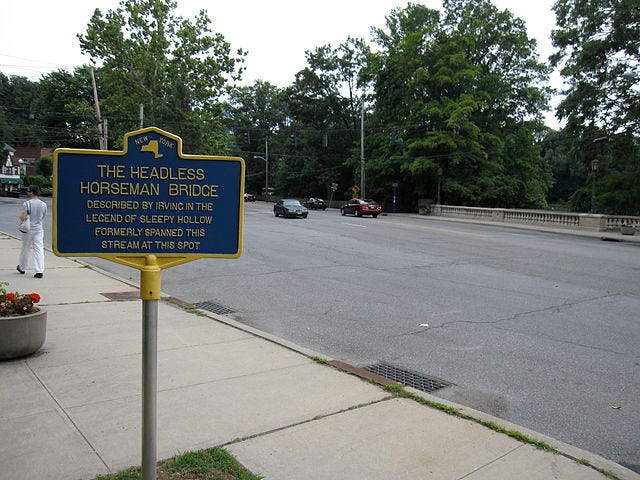 NEW YORK
THE HEADLESS
HORSEMAN BRIDGE
DESCRIBED BY IRVING IN THE
LEGEND OF SLEEPY HOLLOW
FORMERLY SPANNED THIS
STREAM AT THIS SPOT